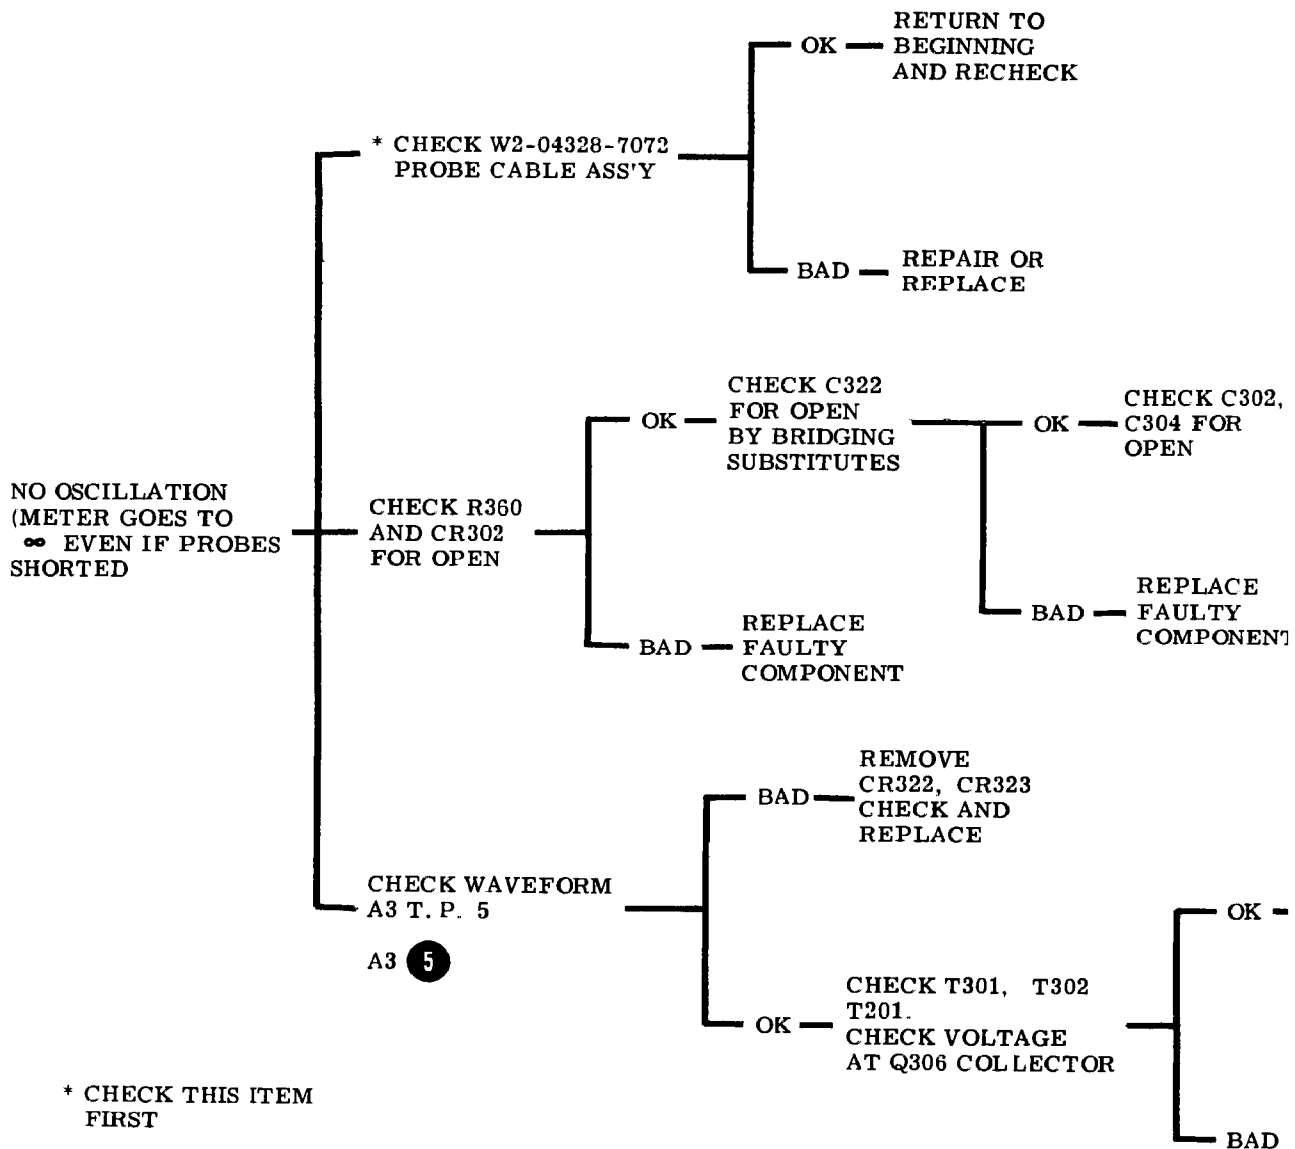 NO OSCILLATION
(METER GOES TO
∞ EVEN IF PROBES
SHORTED
* CHECK W2-04328-7072
PROBE CABLE ASS'Y
OK
RETURN TO
BEGINNING
AND RECHECK
BAD
REPAIR OR
REPLACE
CHECK R360
AND CR302
FOR OPEN
OK
CHECK C322
FOR OPEN
BY BRIDGING
SUBSTITUTES
OK
CHECK C302,
C304 FOR
OPEN
BAD
REPLACE
FAULTY
COMPONENT
BAD
REPLACE
FAULTY
COMPONENT
CHECK WAVEFORM
A3 T. P. 5
A3 5
BAD
REMOVE
CR322, CR323
CHECK AND
REPLACE
OK
CHECK T301, T302
T201.
CHECK VOLTAGE
AT Q306 COLLECTOR
OK
BAD
* CHECK THIS ITEM
FIRST